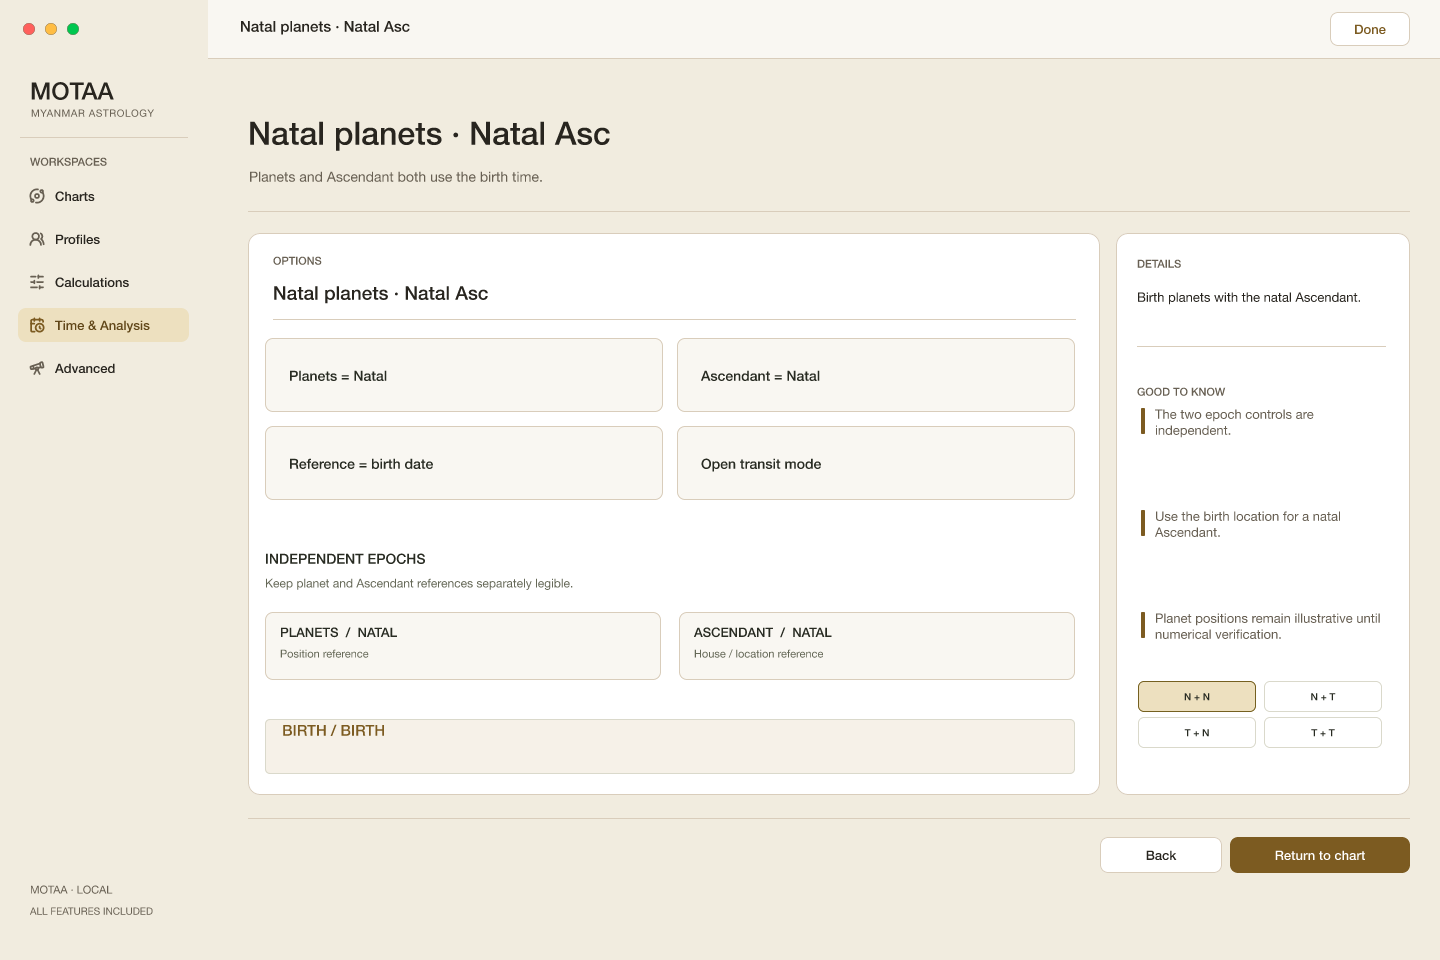 Natal planets · Natal Asc
Done
MOTAA
MYANMAR ASTROLOGY
WORKSPACES
Charts
Profiles
Calculations
Time & Analysis
Advanced
MOTAA · LOCAL
ALL FEATURES INCLUDED
Natal planets · Natal Asc
Planets and Ascendant both use the birth time.
OPTIONS
Natal planets · Natal Asc
Planets = Natal
Ascendant = Natal
Reference = birth date
Open transit mode
INDEPENDENT EPOCHS
Keep planet and Ascendant references separately legible.
PLANETS / NATAL
Position reference
ASCENDANT / NATAL
House / location reference
BIRTH / BIRTH
DETAILS
Birth planets with the natal Ascendant.
GOOD TO KNOW
The two epoch controls are
independent.
Use the birth location for a natal
Ascendant.
Planet positions remain illustrative until
numerical verification.
N + N
N + T
T + N
T + T
Back
Return to chart